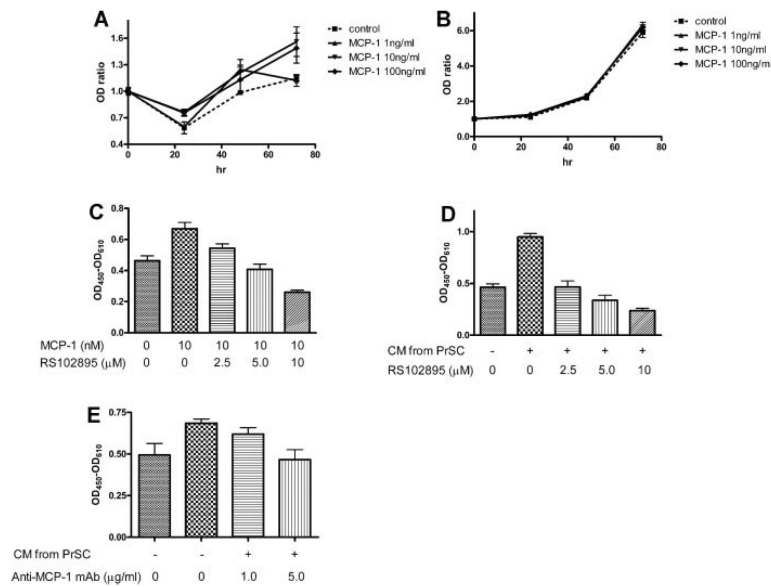 A
OD ratio
1.6
1.3
1.0
0.7
0.4
0 20 40 60 80
hr
control
MCP-1 1ng/ml
MCP-1 10ng/ml
MCP-1 100ng/ml
B
OD ratio
6.0
4.0
2.0
0.0
0 20 40 60 80
hr
control
MCP-1 1ng/ml
MCP-1 10ng/ml
MCP-1 100ng/ml
C
OD450-OD610
0.8
0.6
0.4
0.2
0.0
MCP-1 (nM) 0 10 10 10 10
RS102895 (μM) 0 0 2.5 5.0 10
D
OD450-OD610
1.0
0.5
0.0
CM from PrSC - + + + +
RS102895 (μM) 0 0 2.5 5.0 10
E
OD450-OD610
0.75
0.50
0.25
0.00
CM from PrSC - - + +
Anti-MCP-1 mAb (μg/ml) 0 0 1.0 5.0